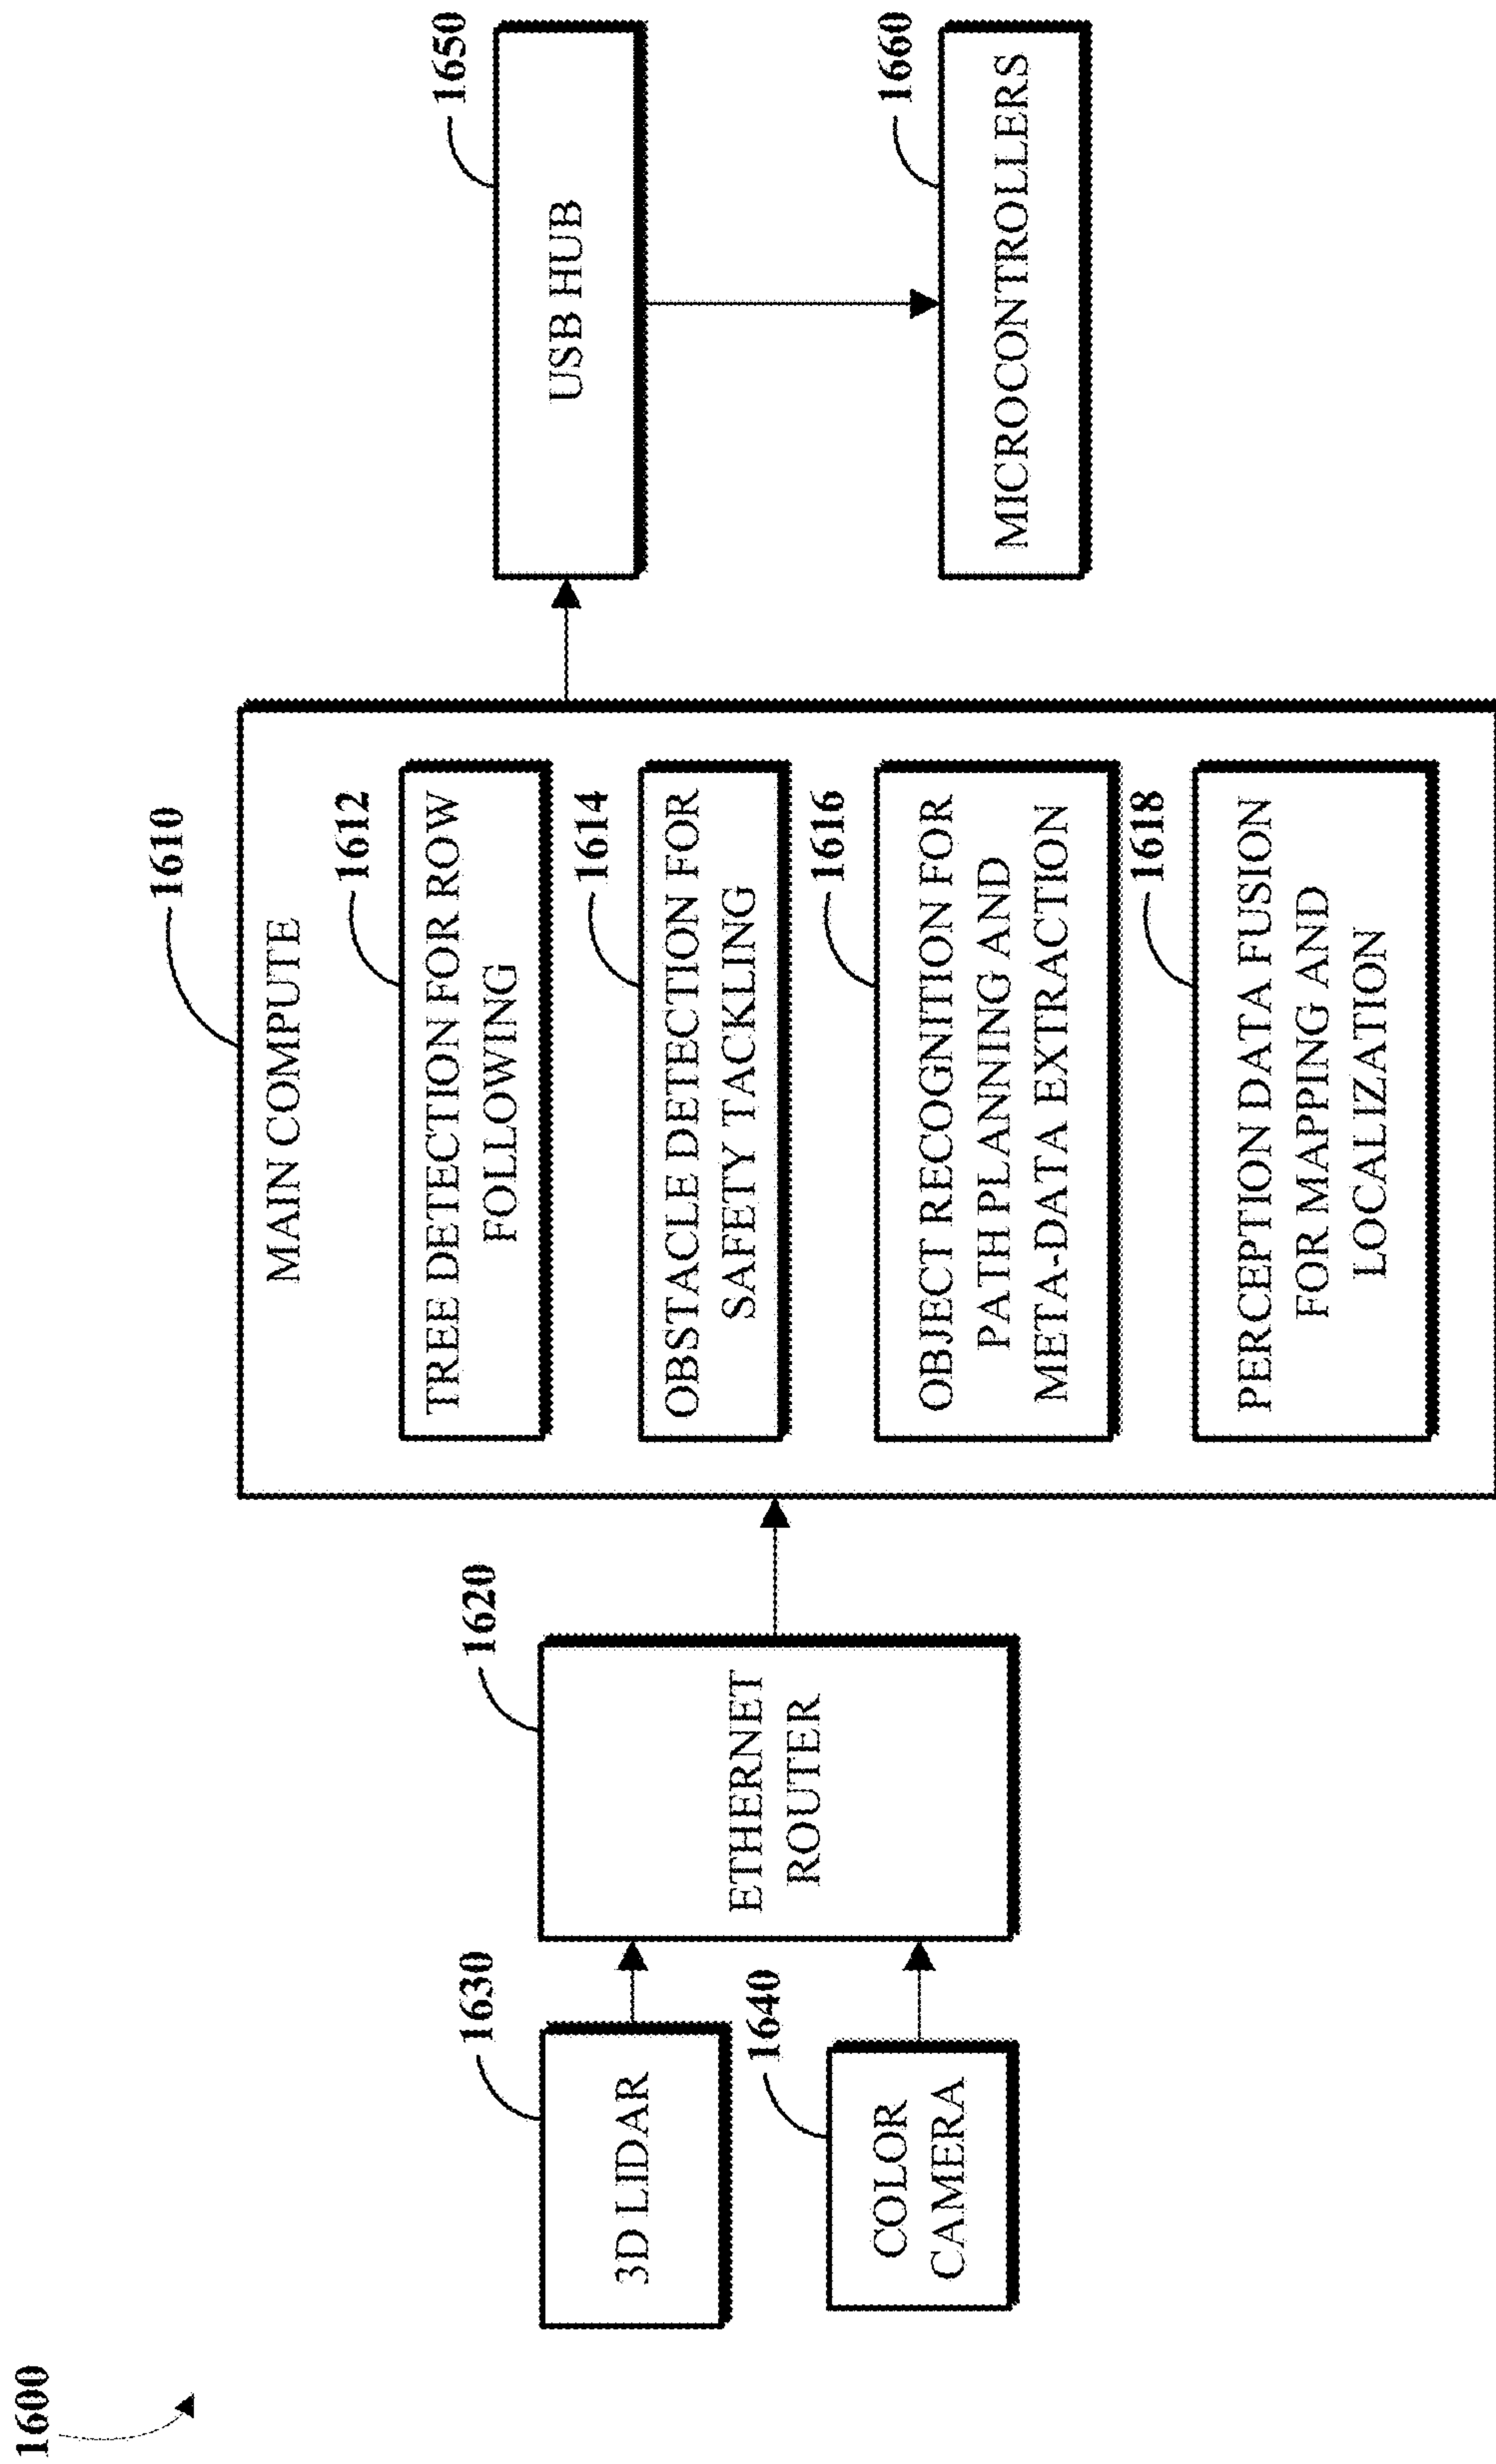 1600
1630
3D LIDAR
1640
COLOR
CAMERA
1620
ETHERNET
ROUTER
1610
MAIN COMPUTE
1612
TREE DETECTION FOR ROW
FOLLOWING
1614
OBSTACLE DETECTION FOR
SAFETY TACKLING
1616
OBJECT RECOGNITION FOR
PATH PLANNING AND
META-DATA EXTRACTION
1618
PERCEPTION DATA FUSION
FOR MAPPING AND
LOCALIZATION
1650
USB HUB
1660
MICROCONTROLLERS